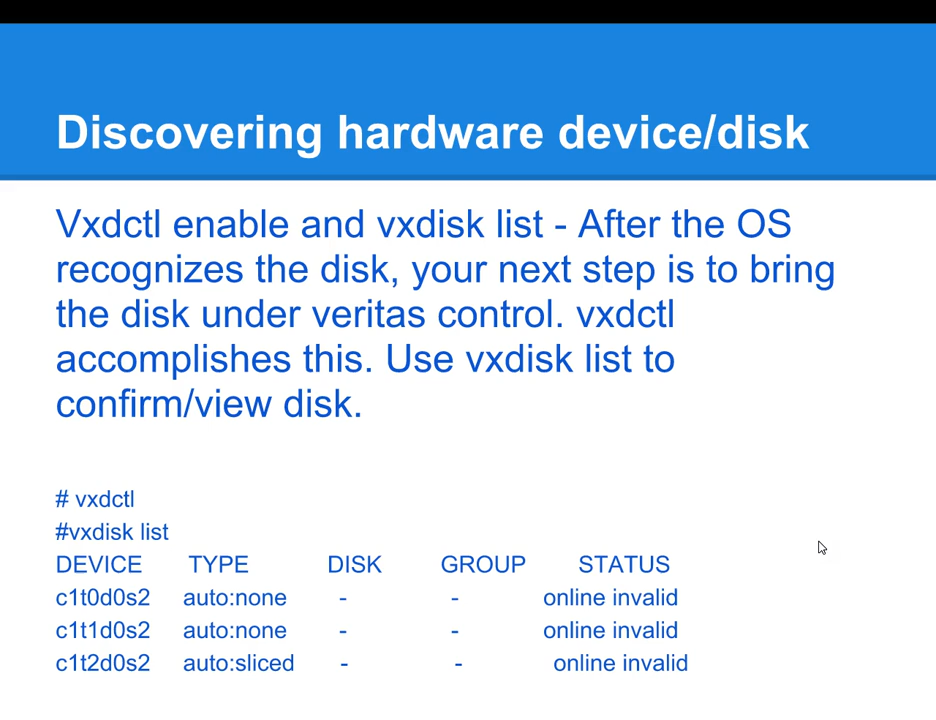 Discovering hardware device/disk
Vxdctl enable and vxdisk list - After the OS
recognizes the disk, your next step is to bring
the disk under veritas control. vxdctl
accomplishes this. Use vxdisk list to
confirm/view disk.
# vxdctl
#vxdisk list
DEVICE TYPE DISK GROUP STATUS
c1t0d0s2 auto:none - - online invalid
c1t1d0s2 auto:none - - online invalid
c1t2d0s2 auto:sliced - - online invalid